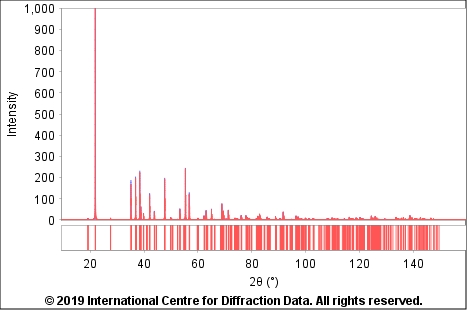 1,000
900
800
700
600
500
400
300
200
100
0
Intensity
20 40 60 80 100 120 140
2θ (°)
© 2019 International Centre for Diffraction Data. All rights reserved.